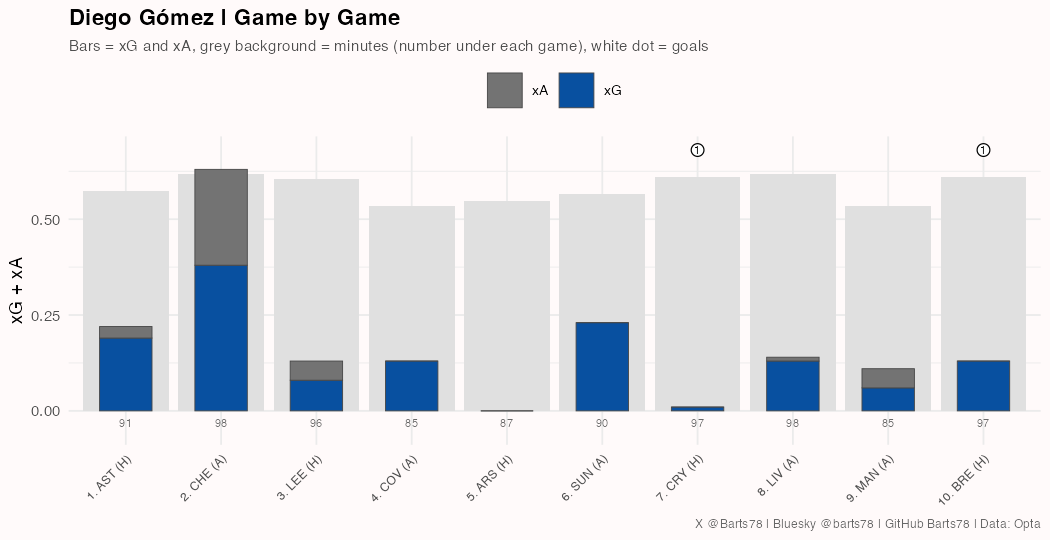 Diego Gómez | Game by Game
Bars = xG and xA, grey background = minutes (number under each game), white dot = goals
xA xG
1 1
xG + xA
0.50
0.25
0.00
91 98 96 85 87 90 97 98 85 97
1. AST (H) 2. CHE (A) 3. LEE (H) 4. COV (A) 5. ARS (H) 6. SUN (A) 7. CRY (H) 8. LIV (A) 9. MAN (A) 10. BRE (H)
X @Barts78 | Bluesky @barts78 | GitHub Barts78 | Data: Opta